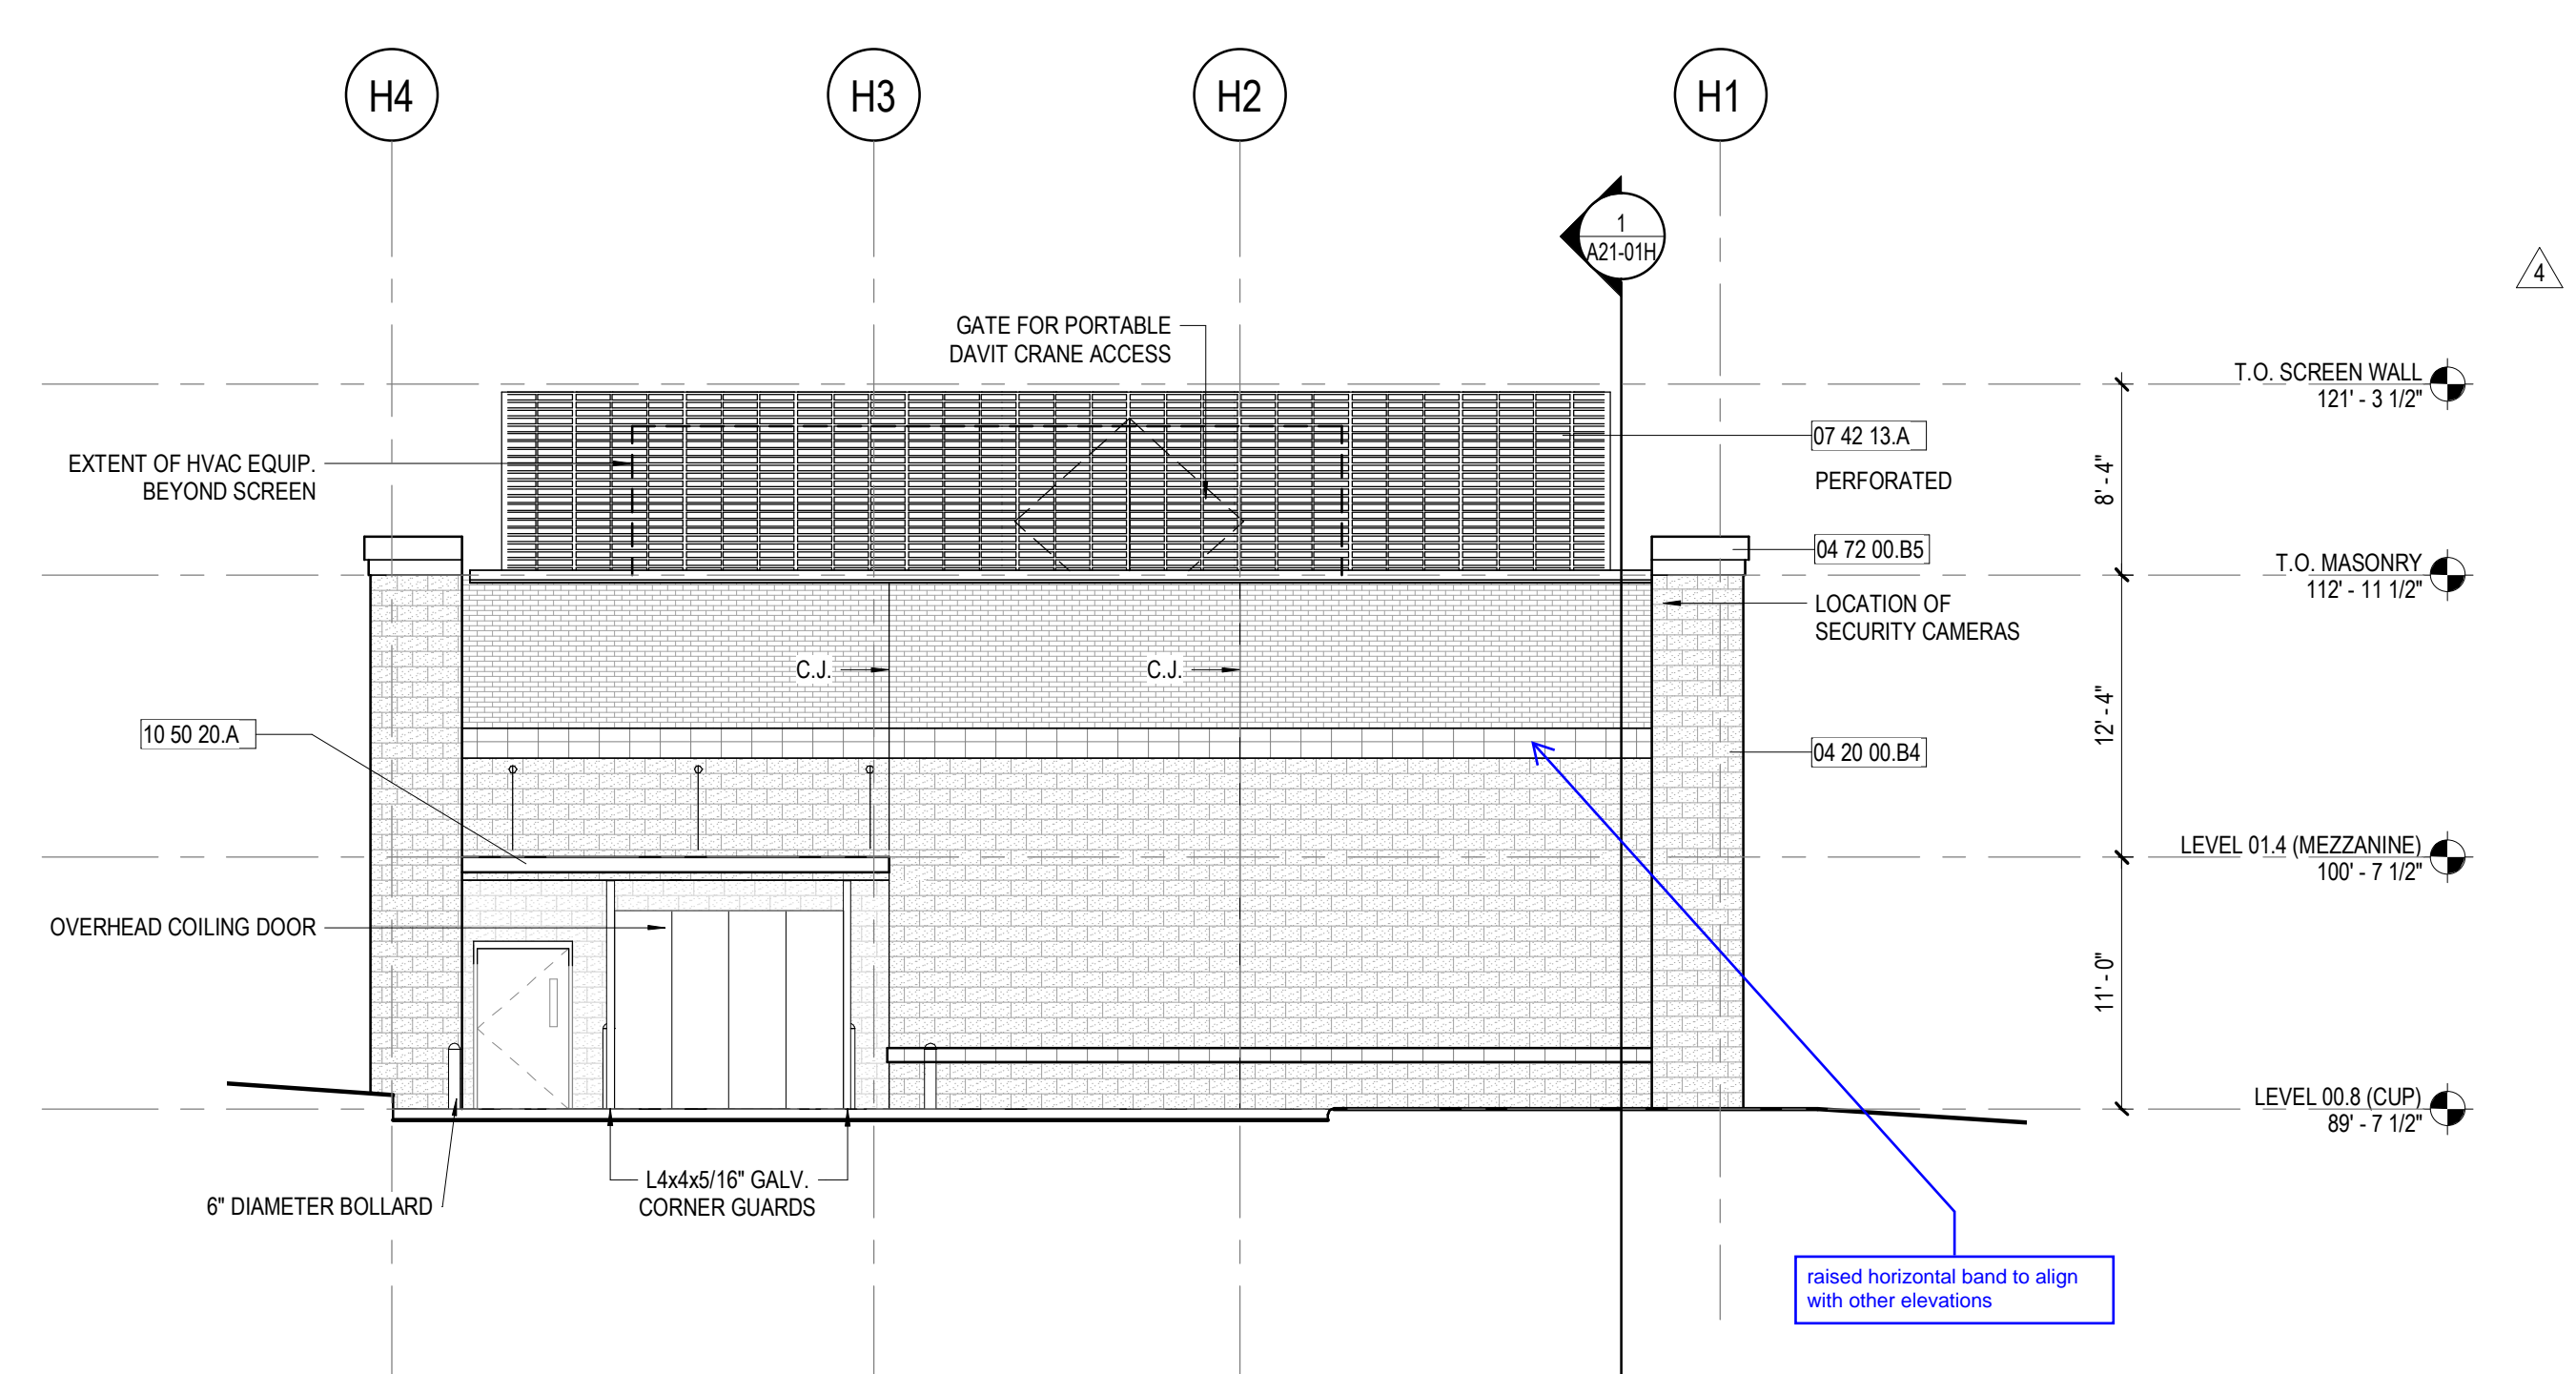 H4
H3
H2
H1
1
A21-01H
4
GATE FOR PORTABLE
DAVIT CRANE ACCESS
T.O. SCREEN WALL
121' - 3 1/2"
07 42 13.A
PERFORATED
EXTENT OF HVAC EQUIP.
BEYOND SCREEN
8' - 4"
04 72 00.B5
T.O. MASONRY
112' - 11 1/2"
LOCATION OF
SECURITY CAMERAS
C.J.
C.J.
12' - 4"
10 50 20.A
04 20 00.B4
LEVEL 01.4 (MEZZANINE)
100' - 7 1/2"
OVERHEAD COILING DOOR
11' - 0"
LEVEL 00.8 (CUP)
89' - 7 1/2"
L4x4x5/16" GALV.
CORNER GUARDS
6" DIAMETER BOLLARD
raised horizontal band to align
with other elevations